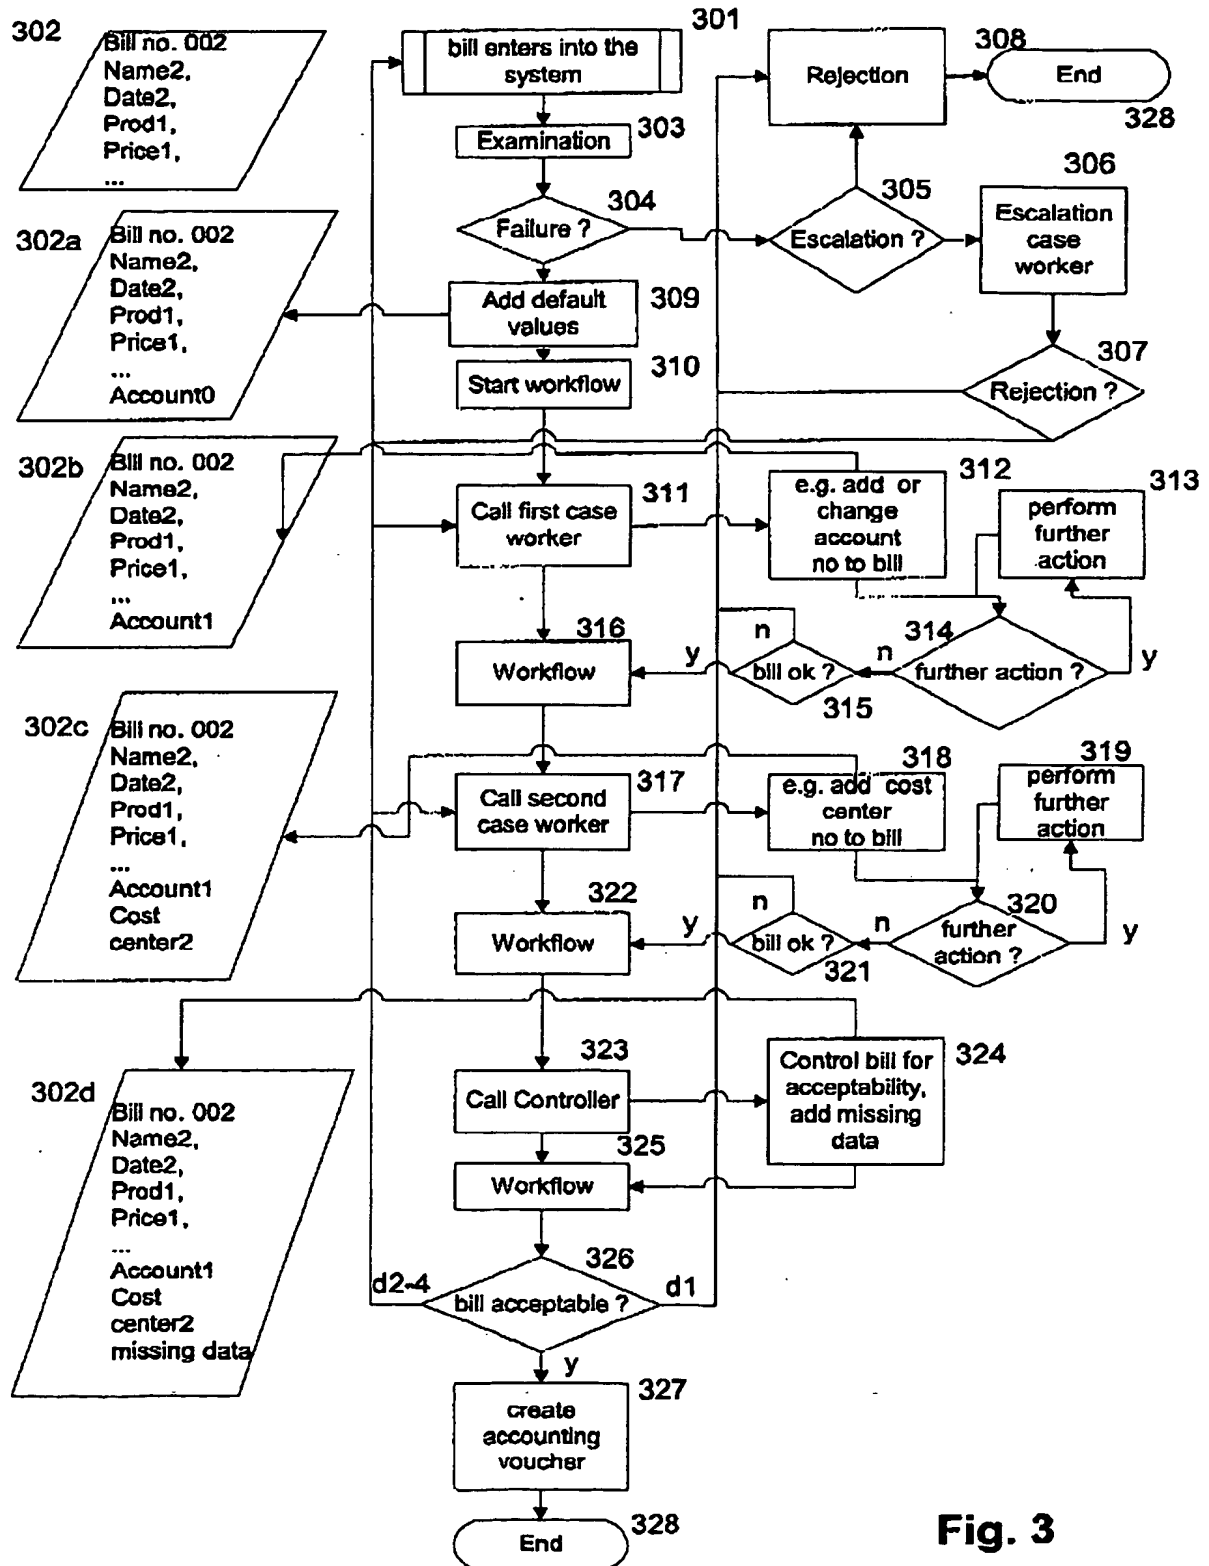 302
Bill no. 002
Name2,
Date2,
Prod1,
Price1,
...
301
bill enters into the
system
Rejection
308
End
328
303
Examination
304
Failure ?
305
Escalation ?
306
Escalation
case
worker
302a
Bill no. 002
Name2,
Date2,
Prod1,
Price1,
...
Account0
Add default
values
309
307
Rejection ?
Start workflow
310
302b
Bill no. 002
Name2,
Date2,
Prod1,
Price1,
...
Account1
Call first case
worker
311
e.g. add or
change
account
no to bill
312
perform
further
action
313
316
Workflow
y
n
bill ok ?
315
n
314
further action ?
y
302c
Bill no. 002
Name2,
Date2,
Prod1,
Price1,
...
Account1
Cost
center2
Call second
case worker
317
318
e.g. add cost
center
no to bill
319
perform
further
action
322
Workflow
y
n
bill ok ?
321
n
320
further
action ?
y
302d
Bill no. 002
Name2,
Date2,
Prod1,
Price1,
...
Account1
Cost
center2
missing data
323
Call Controller
Control bill for
acceptability,
add missing
data
324
325
Workflow
326
d2-4
bill acceptable ?
d1
y
327
create
accounting
voucher
End
328
Fig. 3